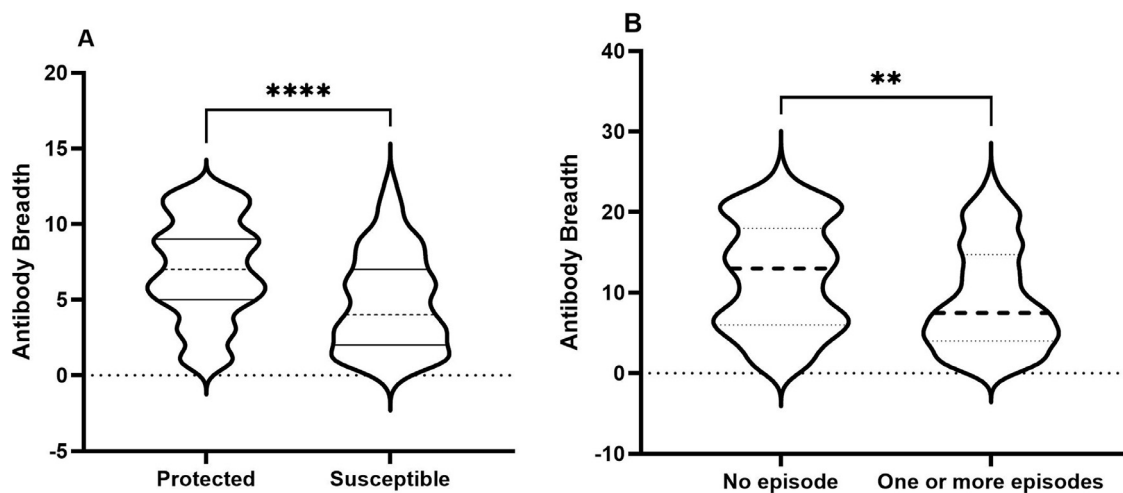 A
Antibody Breadth
20
15
10
5
0
-5
****
Protected
Susceptible
B
Antibody Breadth
40
30
20
10
0
-10
**
No episode
One or more episodes